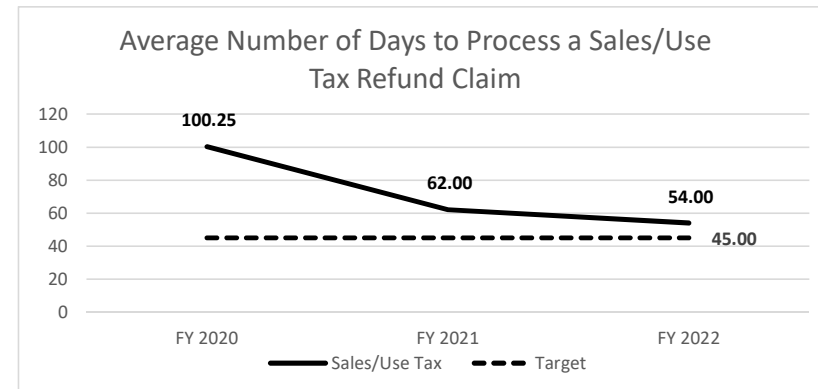 Average Number of Days to Process a Sales/Use
Tax Refund Claim
120
100
80
60
40
20
0
100.25
62.00
54.00
45.00
FY 2020
FY 2021
FY 2022
Sales/Use Tax
Target